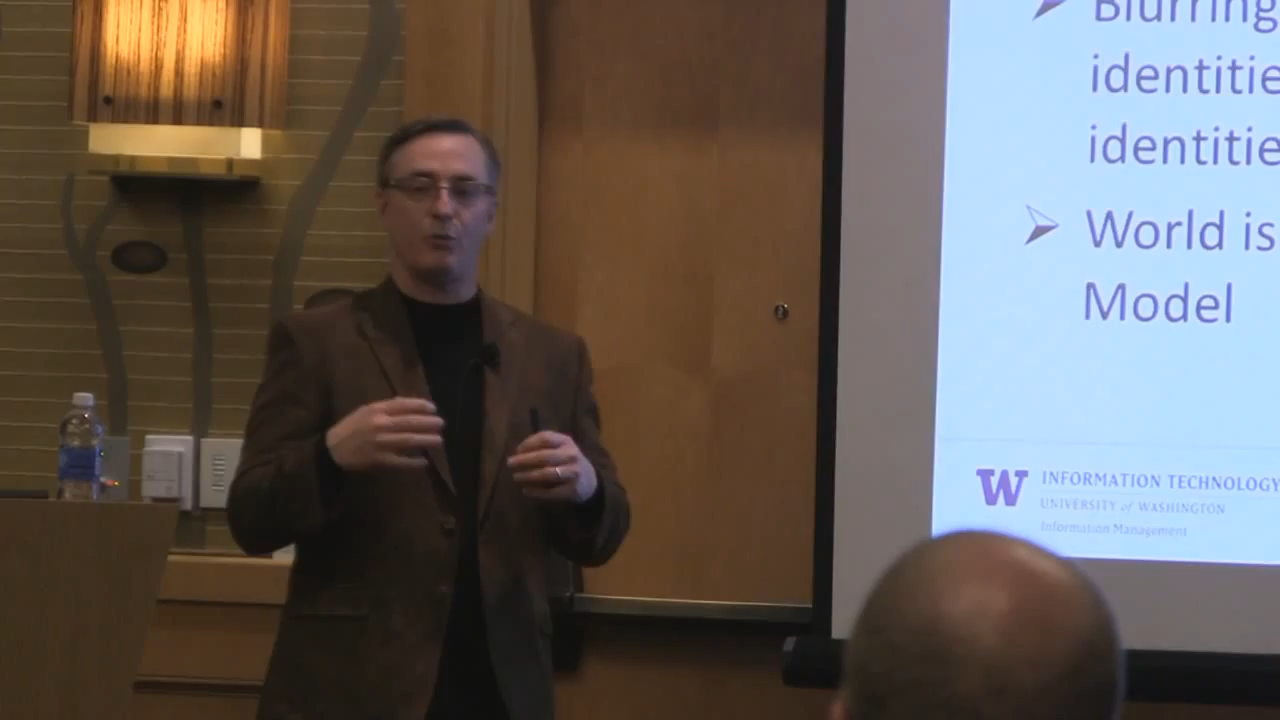 Blurring
identitie
identitie
World is
Model
W INFORMATION TECHNOLOGY
UNIVERSITY of WASHINGTON
Information Management